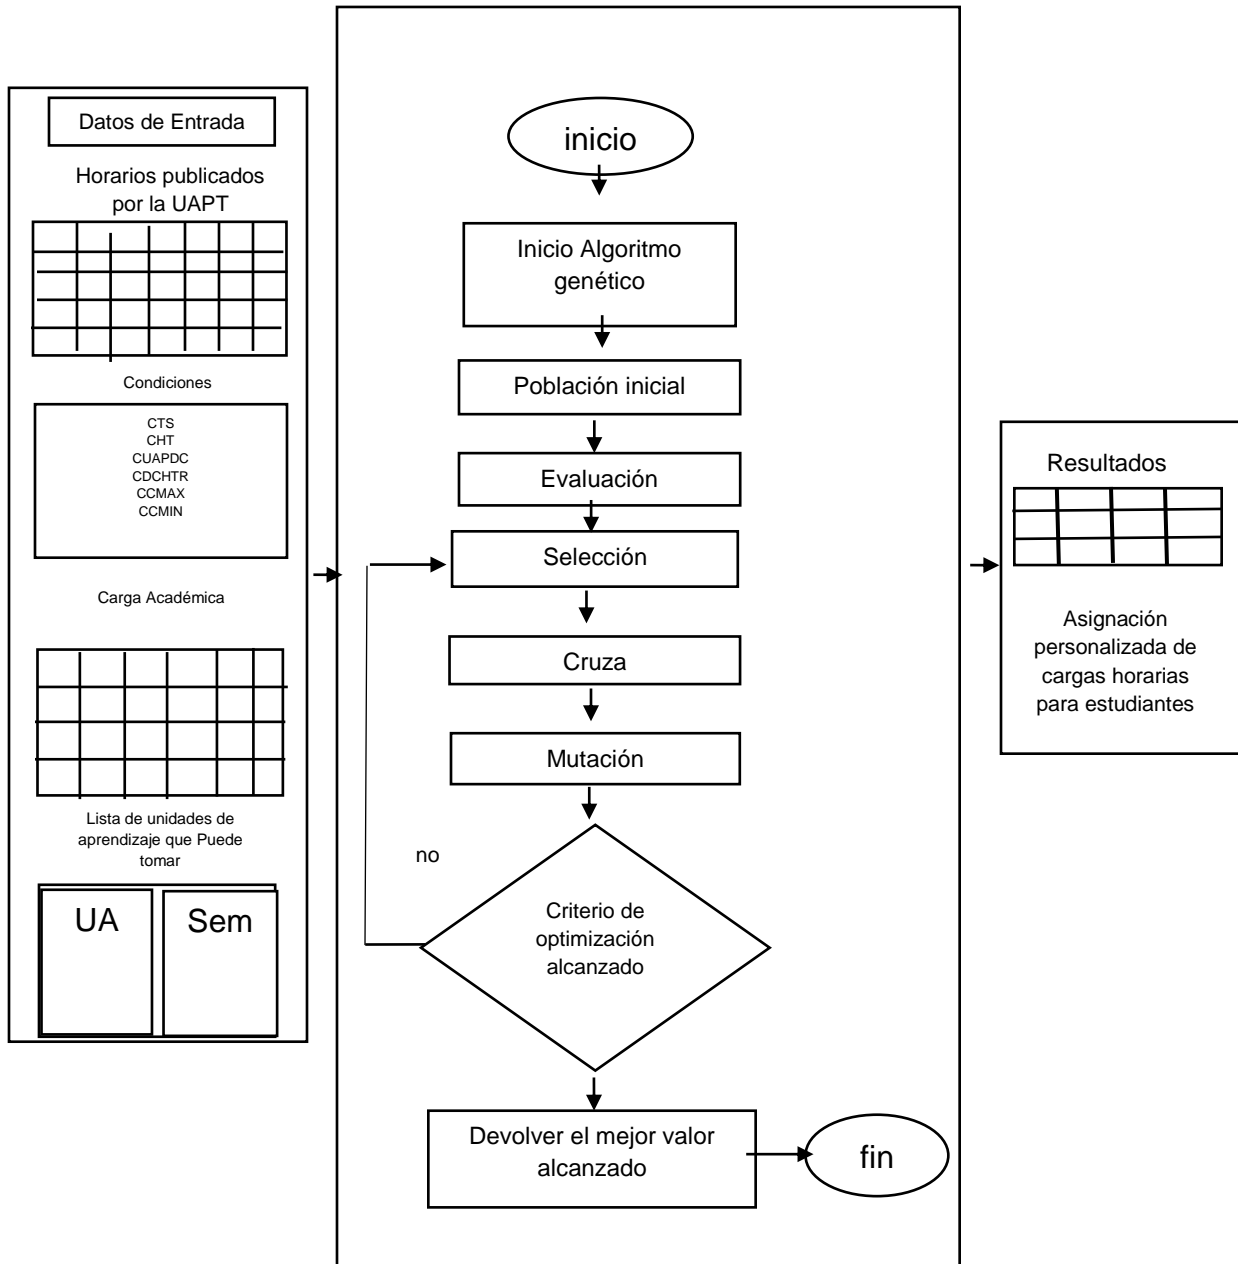 Datos de Entrada
Horarios publicados
por la UAPT
Condiciones
CTS
CHT
CUAPDC
CDCHTR
CCMAX
CCMIN
Carga Académica
Lista de unidades de
aprendizaje que Puede
tomar
UA
Sem
inicio
Inicio Algoritmo
genético
Población inicial
Evaluación
Selección
Cruza
Mutación
no
Criterio de
optimización
alcanzado
Devolver el mejor valor
alcanzado
fin
Resultados
Asignación
personalizada de
cargas horarias
para estudiantes